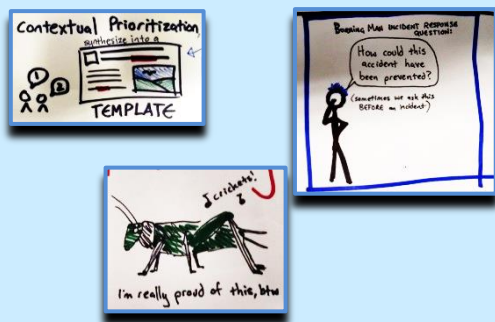 Contextual Prioritization,
synthesize into a
1
2
TEMPLATE
Burning Man Incident Response
Question:
How could this
accident have
been prevented?
(sometimes we ask this
BEFORE an incident)
crickets!
I'm really proud of this, btw